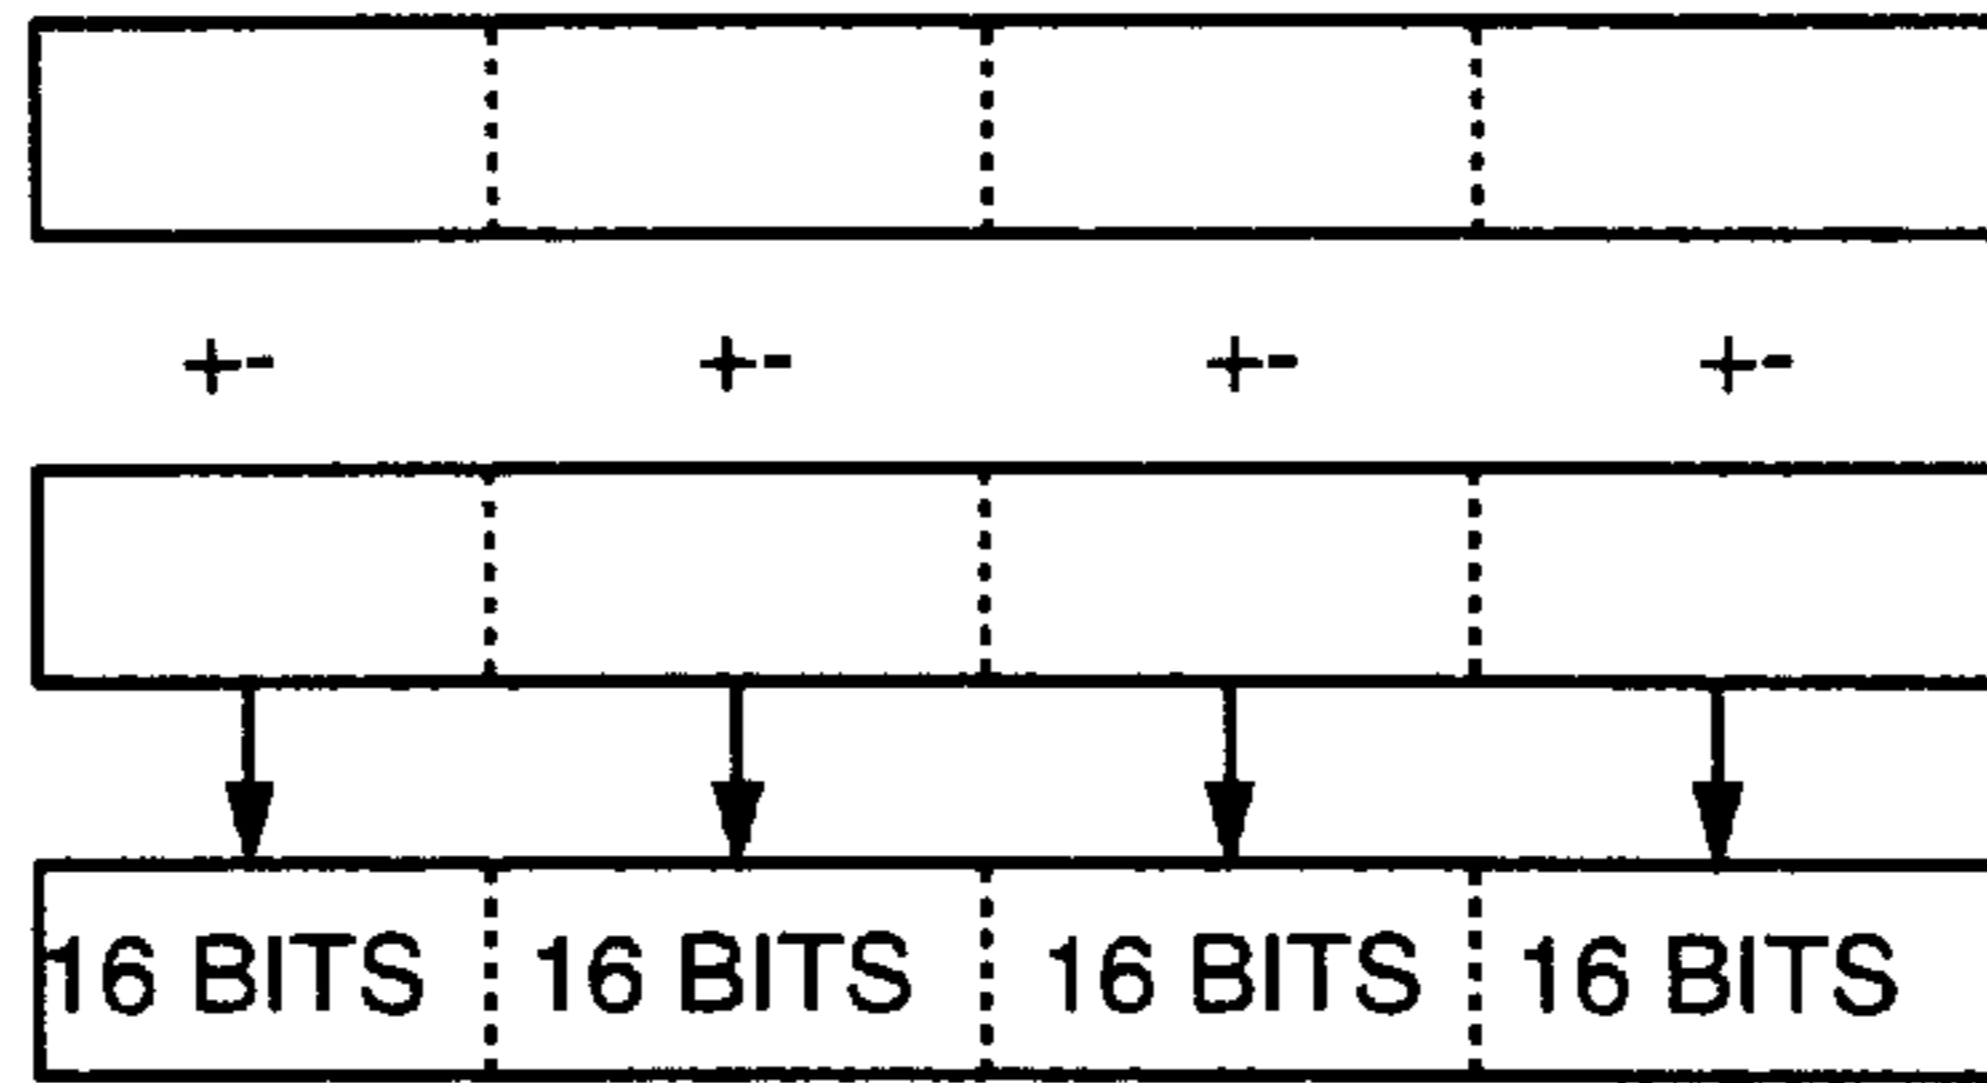 +- +- +- +-
16 BITS 16 BITS 16 BITS 16 BITS